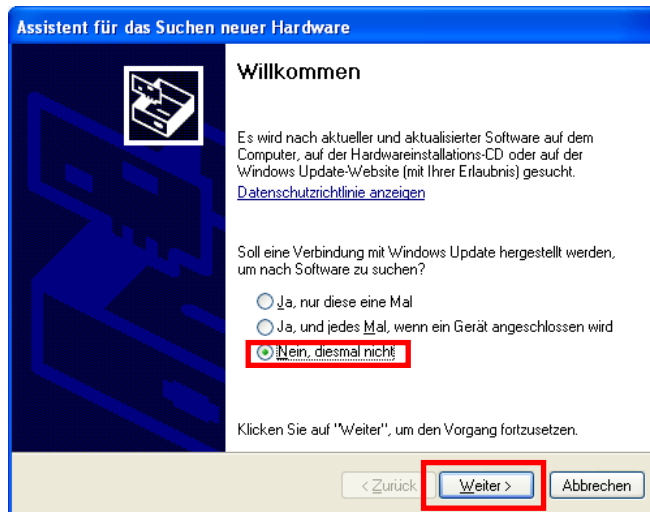 Assistent für das Suchen neuer Hardware
Willkommen
Es wird nach aktueller und aktualisierter Software auf dem
Computer, auf der Hardwareinstallations-CD oder auf der
Windows Update-Website (mit Ihrer Erlaubnis) gesucht.
Datenschutzrichtlinie anzeigen
Soll eine Verbindung mit Windows Update hergestellt werden,
um nach Software zu suchen?
Ja, nur diese eine Mal
Ja, und jedes Mal, wenn ein Gerät angeschlossen wird
Nein, diesmal nicht
Klicken Sie auf "Weiter", um den Vorgang fortzusetzen.
< Zurück Weiter > Abbrechen